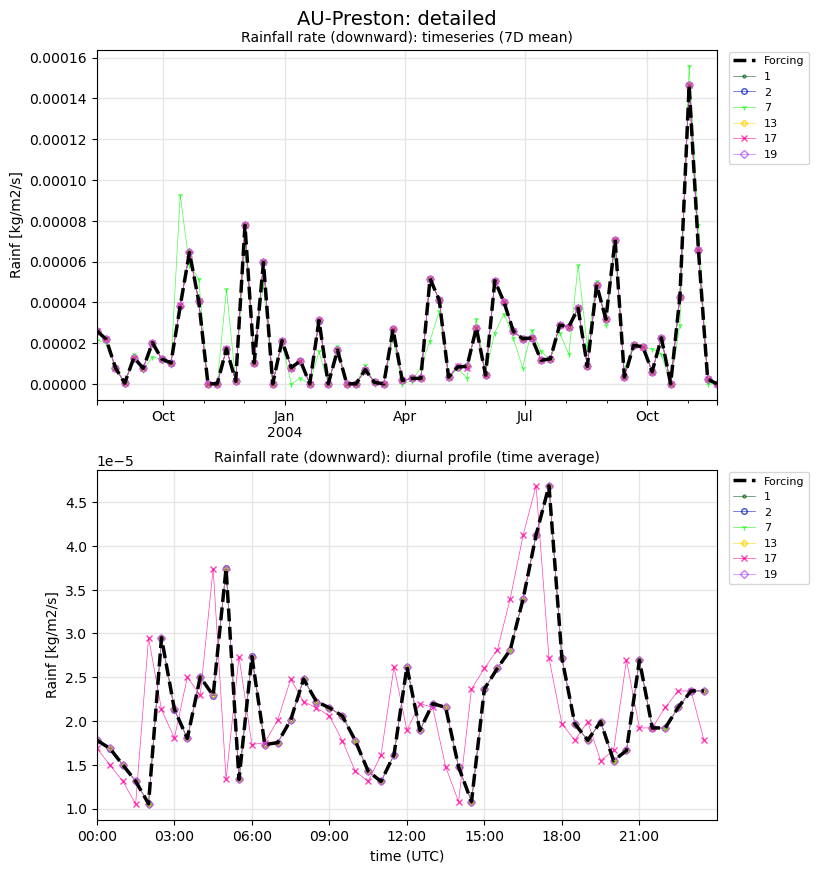 AU-Preston: detailed
Rainfall rate (downward): timeseries (7D mean)
0.00016
0.00014
0.00012
0.00010
0.00008
0.00006
0.00004
0.00002
0.00000
Rainf [kg/m2/s]
Oct
Jan
2004
Apr
Jul
Oct
Forcing
1
2
7
13
17
19
1e−5
Rainfall rate (downward): diurnal profile (time average)
4.5
4.0
3.5
3.0
2.5
2.0
1.5
1.0
Rainf [kg/m2/s]
00:00
03:00
06:00
09:00
12:00
15:00
18:00
21:00
time (UTC)
Forcing
1
2
7
13
17
19